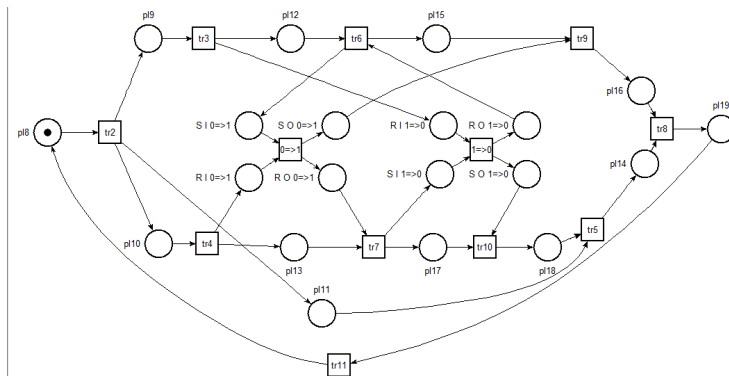 pl9
pl12
pl15
tr3
tr6
tr9
pl16
pl8
tr2
S I 0=>1
S O 0=>1
R I 1=>0
R O 1=>0
pl19
tr8
0=>1
1=>0
pl14
R I 0=>1
R O 0=>1
S I 1=>0
S O 1=>0
tr5
pl10
tr4
tr7
tr10
pl13
pl17
pl18
pl11
tr11